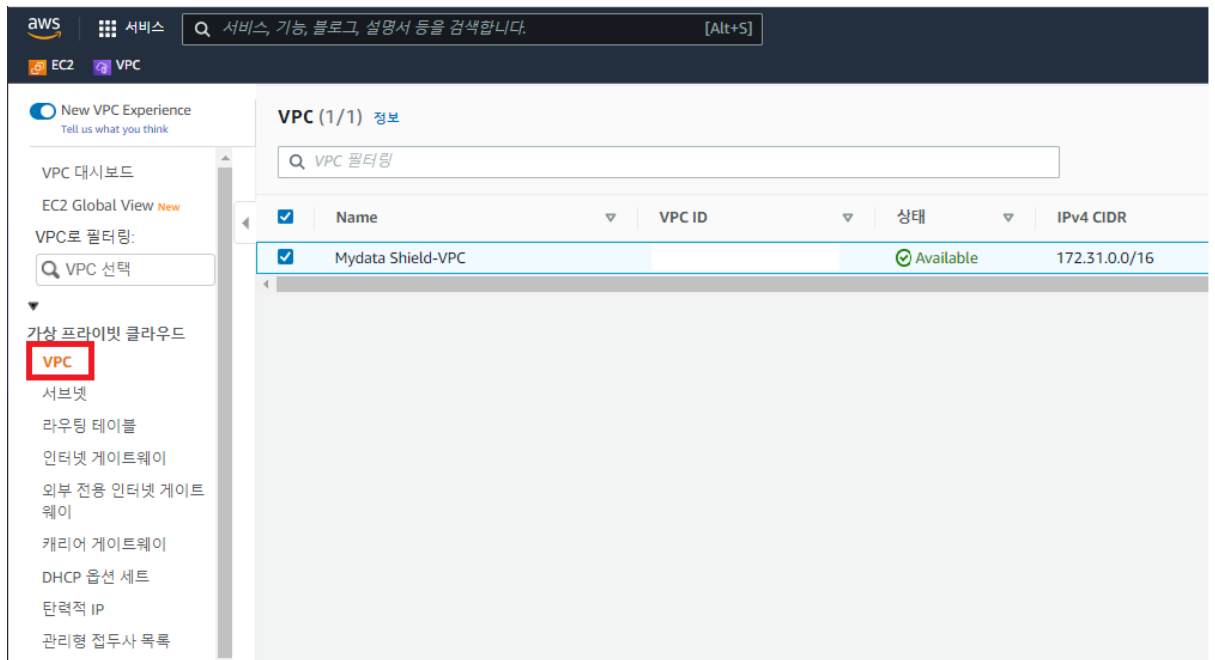 aws
서비스
서비스, 기능, 블로그, 설명서 등을 검색합니다.
[Alt+S]
EC2
VPC
New VPC Experience
Tell us what you think
VPC 대시보드
EC2 Global View New
VPC로 필터링:
VPC 선택
가상 프라이빗 클라우드
VPC
서브넷
라우팅 테이블
인터넷 게이트웨이
외부 전용 인터넷 게이트
웨이
캐리어 게이트웨이
DHCP 옵션 세트
탄력적 IP
관리형 접두사 목록
VPC (1/1) 정보
VPC 필터링
Name VPC ID 상태 IPv4 CIDR
Mydata Shield-VPC Available 172.31.0.0/16